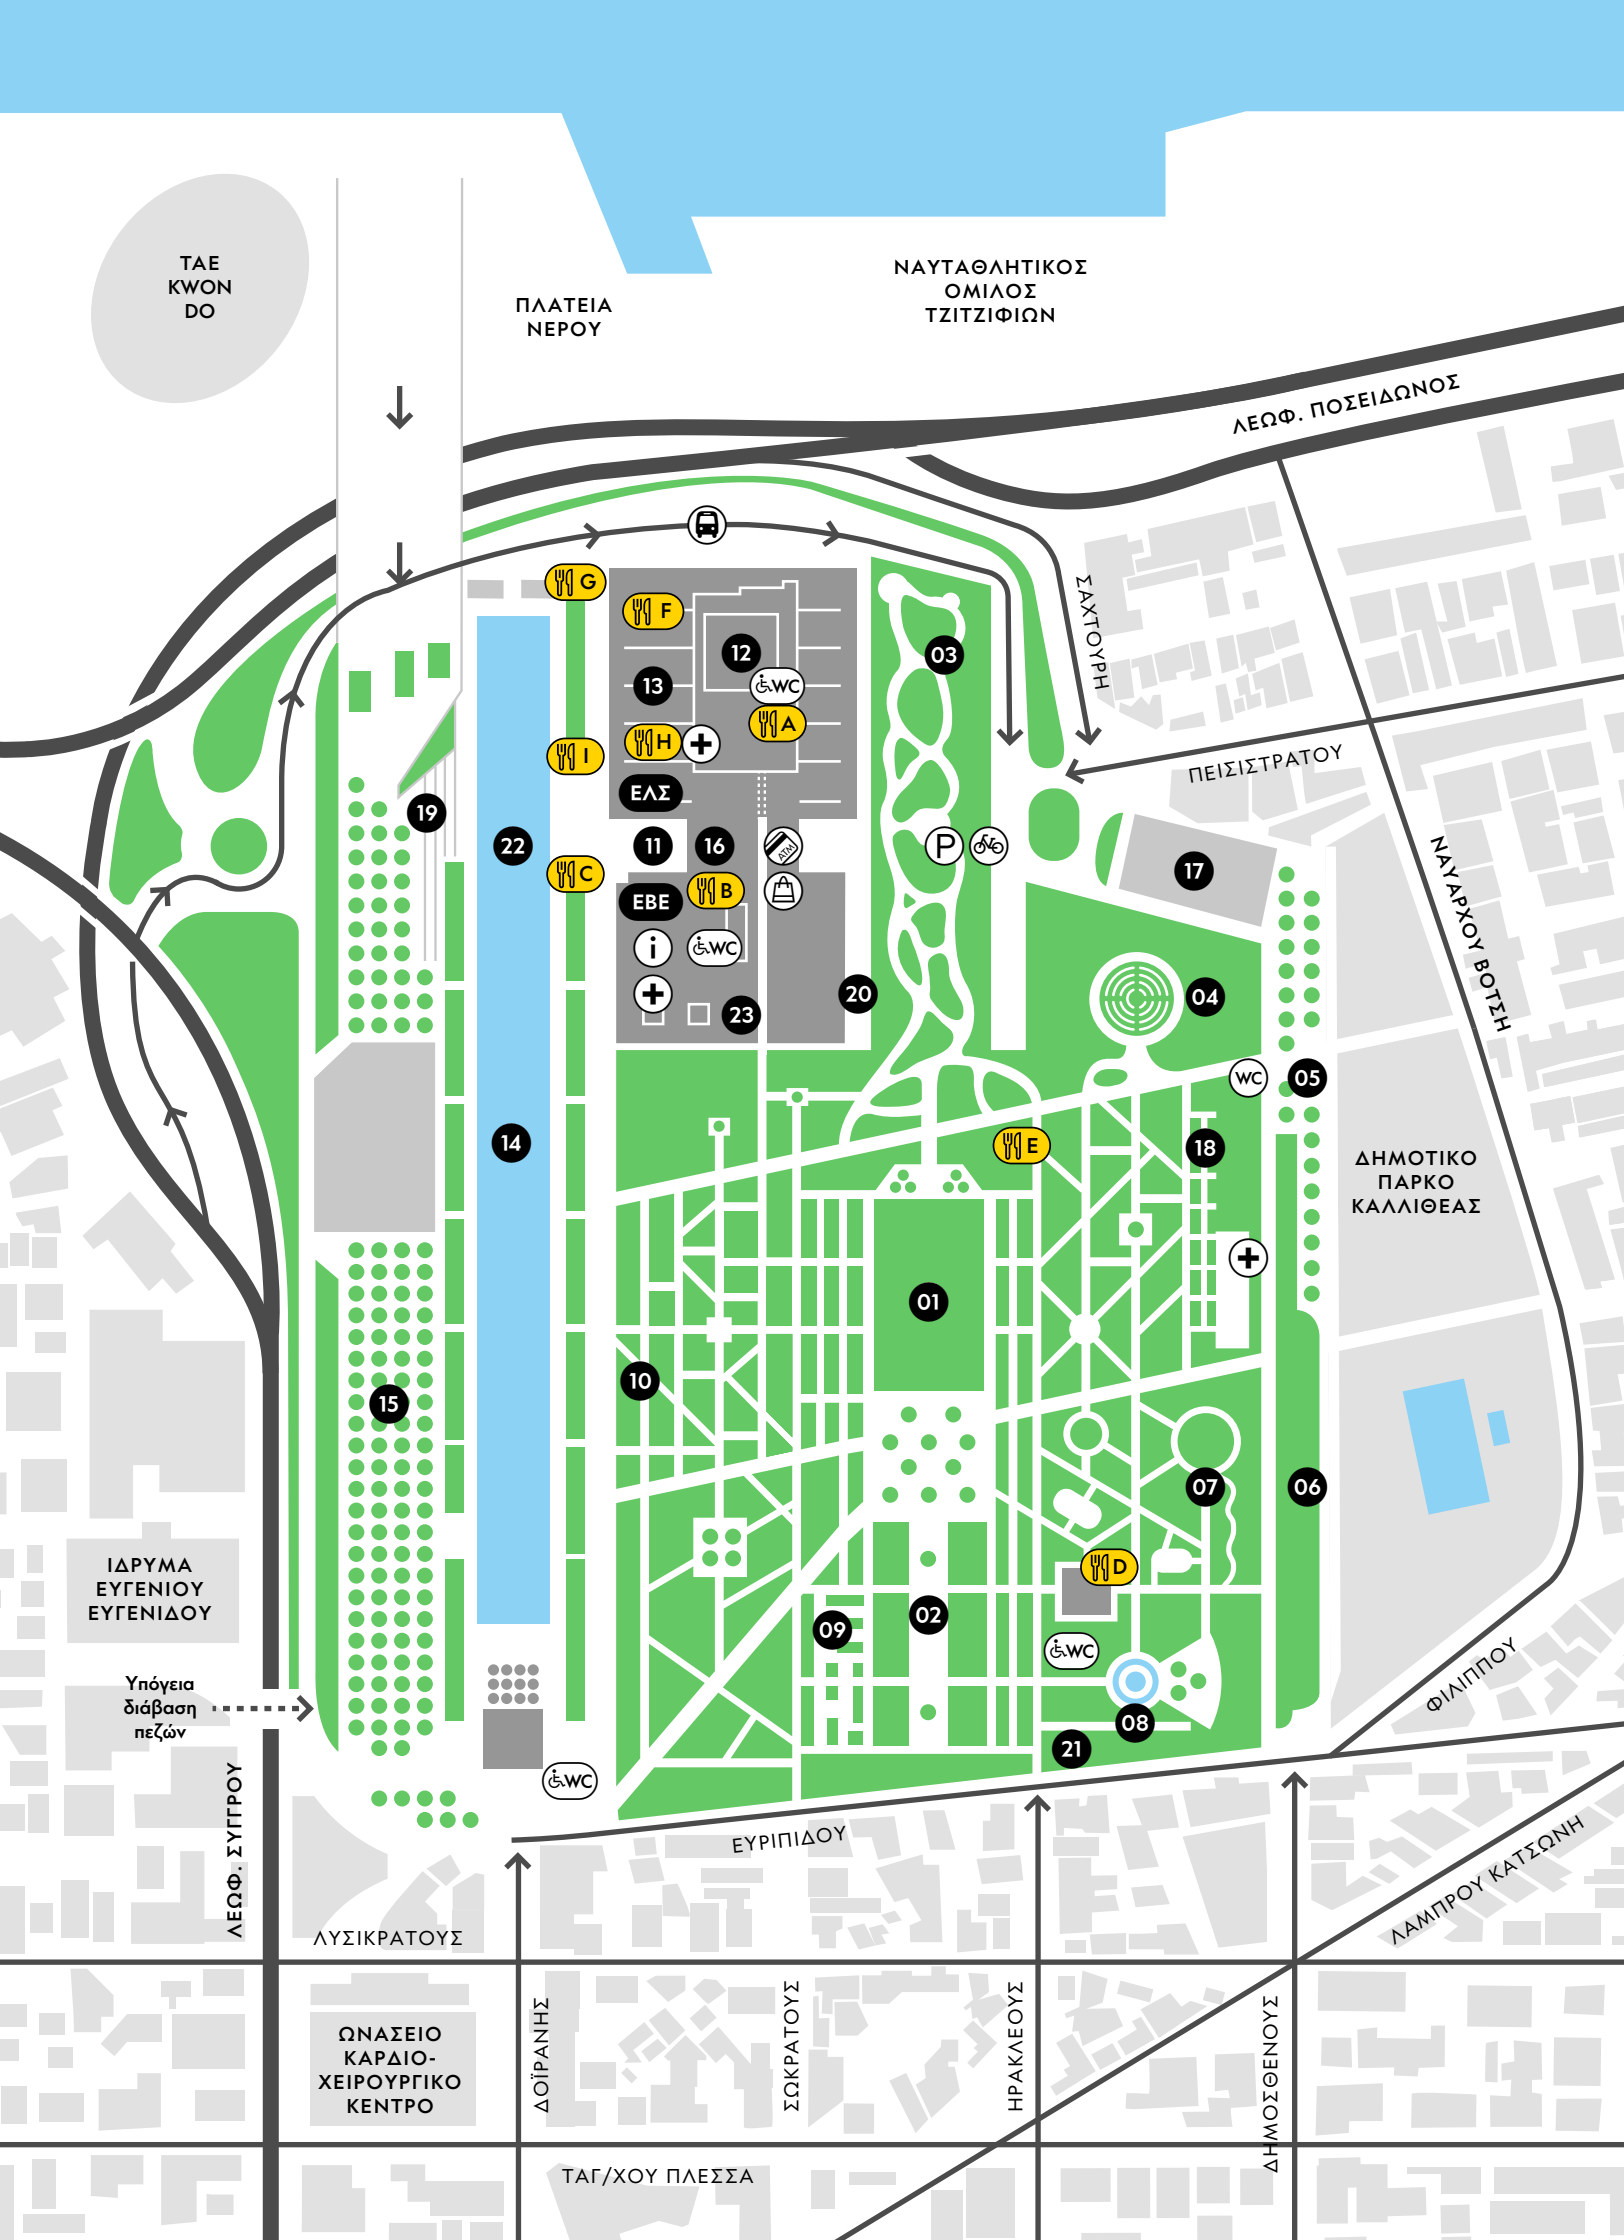 TAE
KWON
DO
ΠΛΑΤΕΙΑ
ΝΕΡΟΥ
ΝΑΥΤΑΘΛΗΤΙΚΟΣ
ΟΜΙΛΟΣ
ΤΖΙΤΖΙΦΙΩΝ
ΛΕΩΦ. ΠΟΣΕΙΔΩΝΟΣ
G
F
ΣΑΧΤΟΥΡΗ
12
03
13
WC
A
H
I
ΠΕΙΣΙΣΤΡΑΤΟΥ
ΕΛΣ
19
22
11
16
ATM
P
C
17
ΝΑΥΑΡΧΟΥ ΒΟΤΣΗ
B
ΕΒΕ
i
WC
20
04
23
WC
05
14
E
18
ΔΗΜΟΤΙΚΟ
ΠΑΡΚΟ
ΚΑΛΛΙΘΕΑΣ
01
10
15
07
06
ΙΔΡΥΜΑ
ΕΥΓΕΝΙΟΥ
ΕΥΓΕΝΙΔΟΥ
D
02
09
WC
Υπόγεια
διάβαση
πεζών
ΦΙΛΙΠΠΟΥ
08
21
WC
ΛΕΩΦ. ΣΥΓΓΡΟΥ
ΕΥΡΙΠΙΔΟΥ
ΛΑΜΠΡΟΥ ΚΑΤΣΩΝΗ
ΛΥΣΙΚΡΑΤΟΥΣ
ΩΝΑΣΕΙΟ
ΚΑΡΔΙΟ-
ΧΕΙΡΟΥΡΓΙΚΟ
ΚΕΝΤΡΟ
ΔΟΪΡΑΝΗΣ
ΣΩΚΡΑΤΟΥΣ
ΗΡΑΚΛΕΟΥΣ
ΔΗΜΟΣΘΕΝΟΥΣ
ΤΑΓ/ΧΟΥ ΠΛΕΣΣΑ